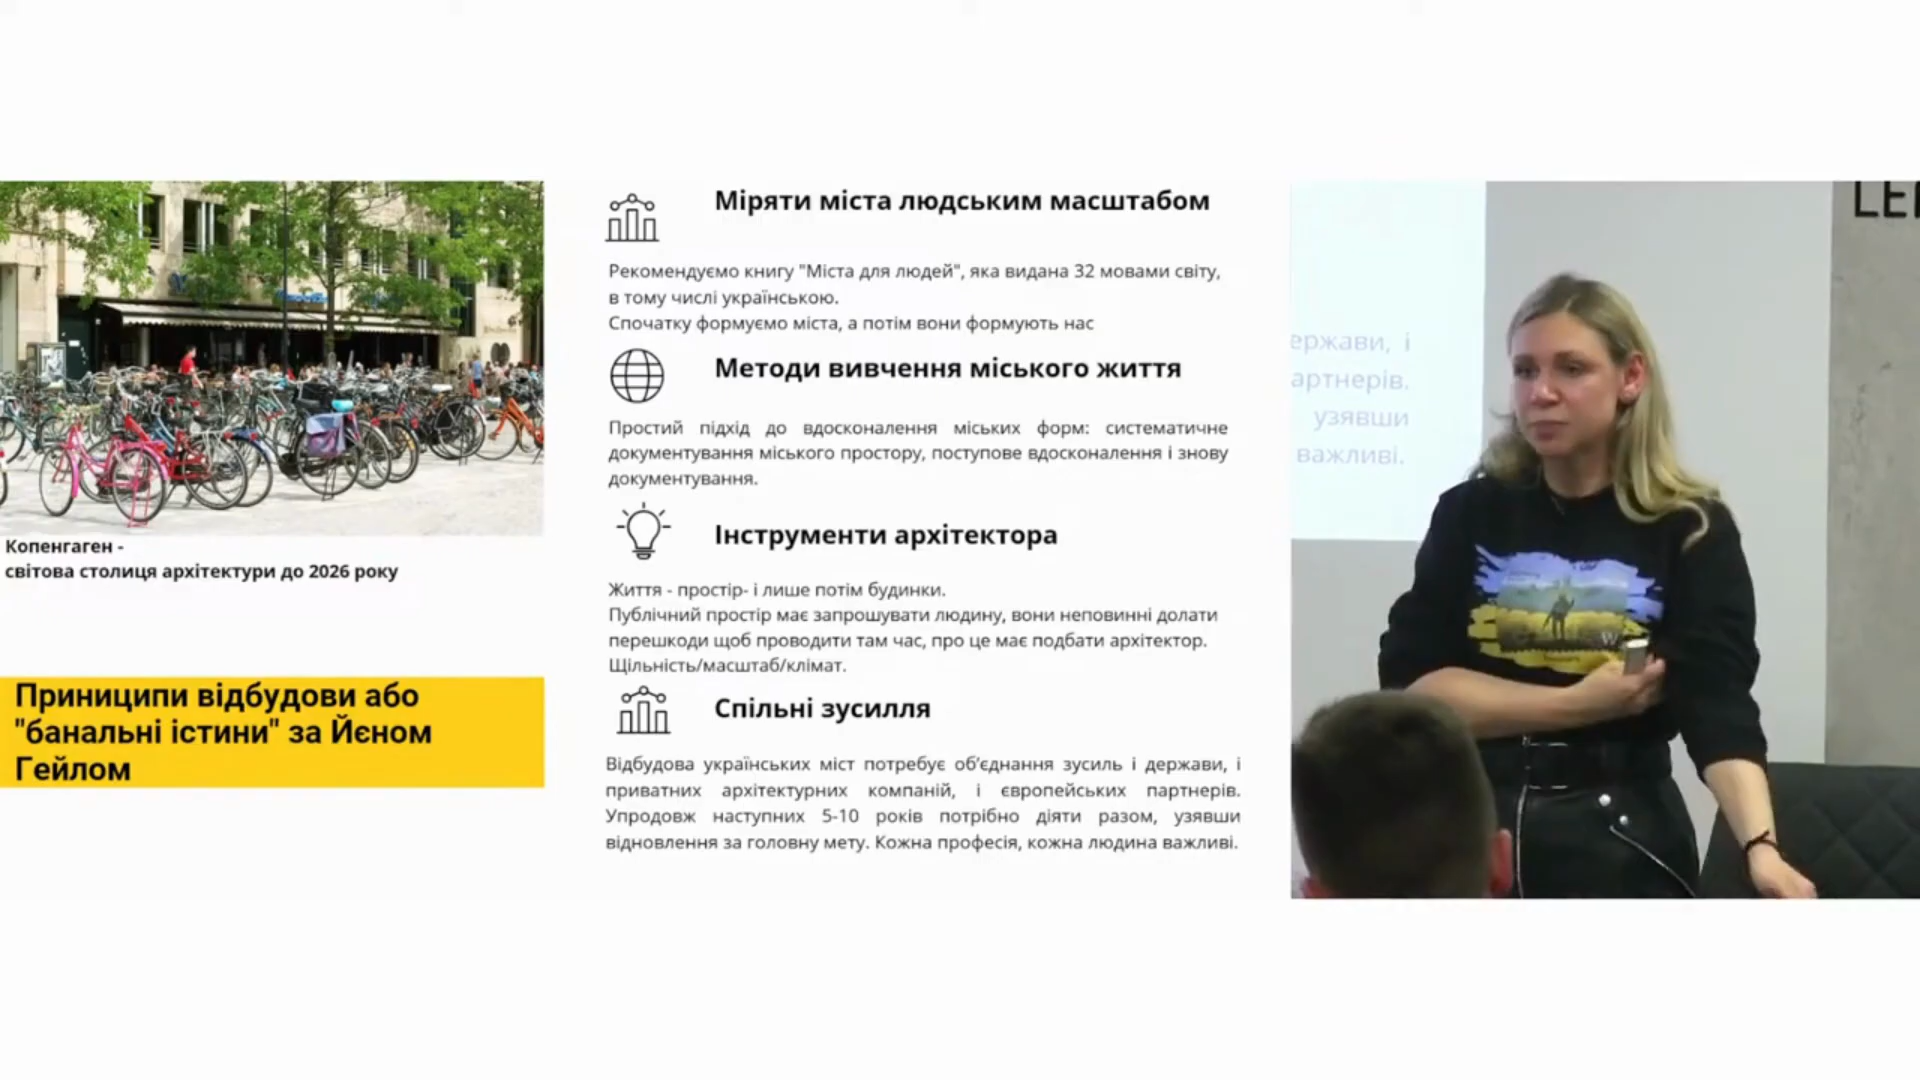 Копенгаген -
світова столиця архітектури до 2026 року
Приниципи відбудови або
"банальні істини" за Йєном
Гейлом
Міряти міста людським масштабом
Рекомендуємо книгу "Міста для людей", яка видана 32 мовами світу,
в тому числі українською.
Спочатку формуємо міста, а потім вони формують нас
Методи вивчення міського життя
Простий підхід до вдосконалення міських форм: систематичне
документування міського простору, поступове вдосконалення і знову
документування.
Інструменти архітектора
Життя - простір- і лише потім будинки.
Публічний простір має запрошувати людину, вони неповинні долати
перешкоди щоб проводити там час, про це має подбати архітектор.
Щільність/масштаб/клімат.
Спільні зусилля
Відбудова українських міст потребує об’єднання зусиль і держави, і
приватних архітектурних компаній, і європейських партнерів.
Упродовж наступних 5-10 років потрібно діяти разом, узявши
відновлення за головну мету. Кожна професія, кожна людина важливі.
ержави, і
артнерів.
узявши
важливі.
W